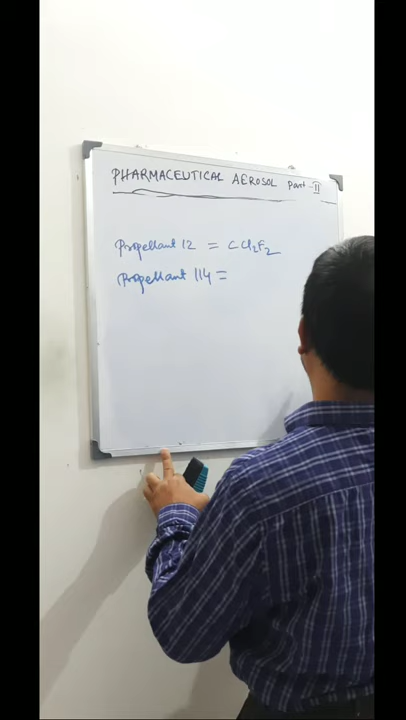 PHARMACEUTICAL AEROSOL Part-II
Propellant 12 = CCl2F2
Propellant 114 =